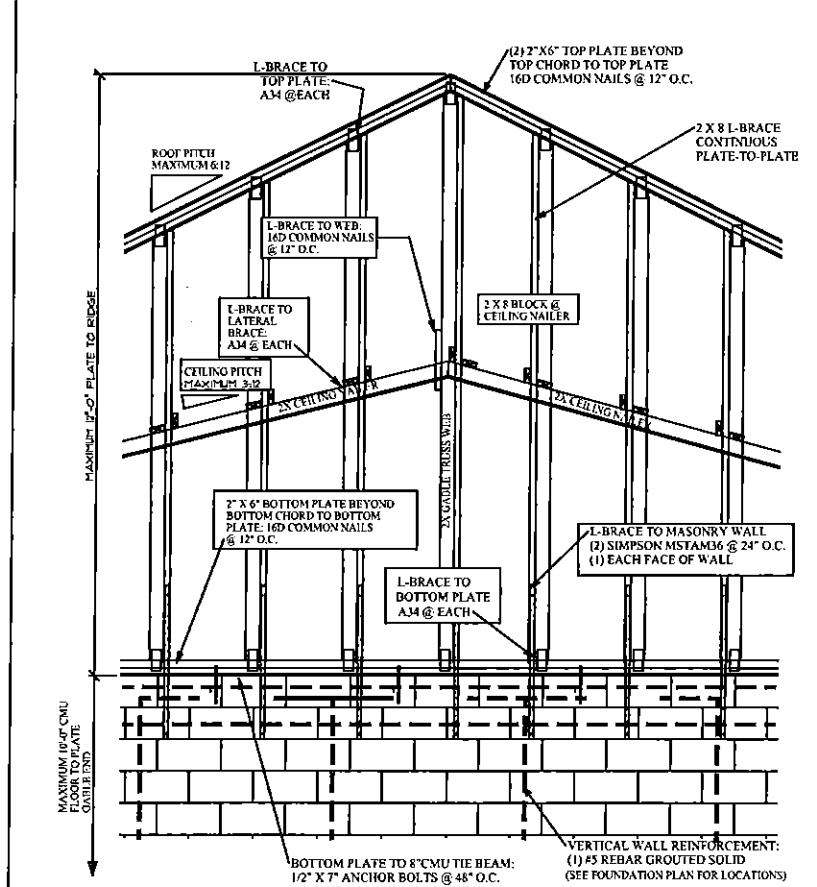 (2) 2"X6" TOP PLATE BEYOND
TOP CHORD TO TOP PLATE
16D COMMON NAILS @ 12" O.C.
L-BRACE TO
TOP PLATE:
A34 @EACH
2 X 8 L-BRACE
CONTINUOUS
PLATE-TO-PLATE
ROOF PITCH
MAXIMUM 6:12
L-BRACE TO WEB:
16D COMMON NAILS
@ 12" O.C.
L-BRACE TO
LATERAL
BRACE:
A34 @ EACH
2 X 8 BLOCK @
CEILING NAILER
CEILING PITCH
MAXIMUM 3:12
2X CEILING NAILER
2X CEILING NAILER
MAXIMUM 12'-0" PLATE TO RIDGE
2X GABLE TRUSS WEB
2" X 6" BOTTOM PLATE BEYOND
BOTTOM CHORD TO BOTTOM
PLATE: 16D COMMON NAILS
@ 12" O.C.
L-BRACE TO MASONRY WALL
(2) SIMPSON MSTAM36 @ 24" O.C.
(1) EACH FACE OF WALL
L-BRACE TO
BOTTOM PLATE
A34 @ EACH
MAXIMUM 10'-0" CMU
FLOOR TO PLATE
GABLE END
BOTTOM PLATE TO 8"CMU TIE BEAM:
1/2" X 7" ANCHOR BOLTS @ 48" O.C.
VERTICAL WALL REINFORCEMENT:
(1) #5 REBAR GROUTED SOLID
(SEE FOUNDATION PLAN FOR LOCATIONS)